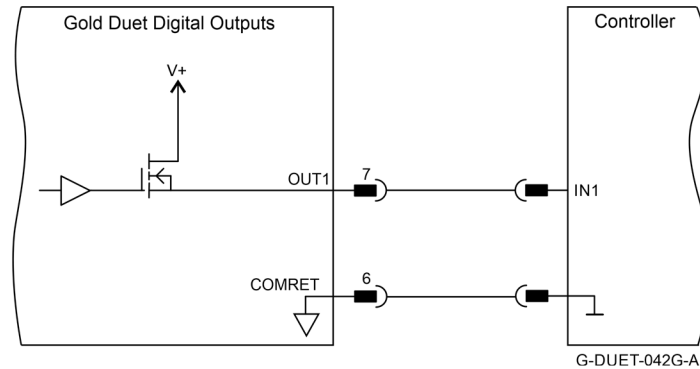 Gold Duet Digital Outputs
Controller
V+
OUT1
7
IN1
COMRET
6
G-DUET-042G-A